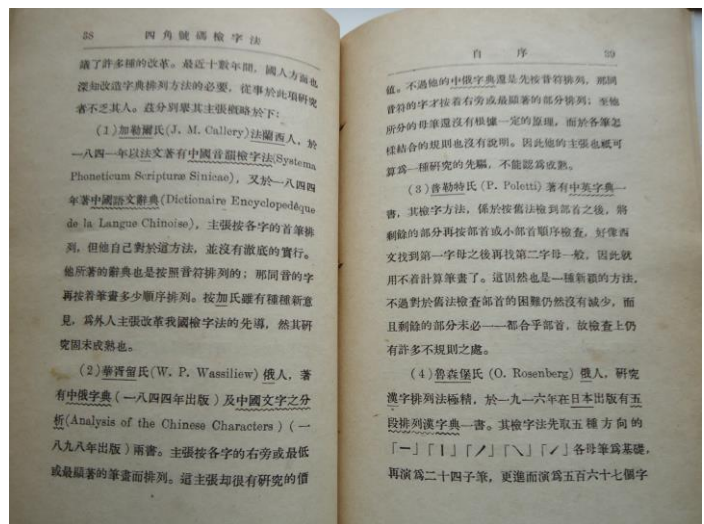 38 四角號碼檢字法
議了許多種的改革。最近十數年間，國人方面也
深知改造字典排列方法的必要，從事於此項研究
者不乏其人。茲分別舉其主張概略於下：
(1)加勒爾氏(J. M. Callery)法蘭西人，於
一八四一年以法文著有中國音韻檢字法(Systema
Phoneticum Scripturæ Sinicae)，又於一八四四
年著中國語文辭典(Dictionaire Encyclopedéque
de la Langue Chinoise)，主張按各字的首筆排
列，但他自己對於這方法，並沒有澈底的實行。
他所著的辭典也是按照音符排列的；那同音的字
再按着筆畫多少順序排列。按加氏雖有種種新意
見，爲外人主張改革我國檢字法的先導，然其研
究固未成熟也。
(2)華西留氏(W. P. Wassiliew)俄人，著
有中俄字典(一八四四年出版)及中國文字之分
析(Analysis of the Chinese Characters)(一
八九八年出版)兩書。主張按各字的右旁或最低
或最顯著的筆畫而排列。這主張却很有研究的價
自序 39
值。不過他的中俄字典還是先按音符排列，那同
音符的字才按着右旁或最顯著的部分排列；至他
所分的母筆還沒有根據一定的原理，而於各筆怎
樣結合的規則也沒有說明。因此他的主張也祇可
算爲一種研究的先驅，不能認爲成熟。
(3)普勒特氏(P. Poletti)著有中英字典一
書，其檢字方法，係於按舊法檢到部首之後，將
剩餘的部分再按部首或小部首順序檢查，好像西
文找到第一字母之後再找第二字母一般，因此就
用不着計算筆畫了。這固然也是一種新穎的方法，
不過對於舊法檢查部首的困難仍然沒有減少，而
且剩餘的部分未必一一都合乎部首，故檢查上仍
有許多不規則之處。
(4)魯森堡氏(O. Rosenberg)俄人，研究
漢字排列法極精，於一九一六年在日本出版有五
段排列漢字典一書。其檢字法先取五種方向的
「一」「丨」「㇒」「㇏」「㇀」各母筆爲基礎，
再演爲二十四子筆，更進而演爲五百六十七個字